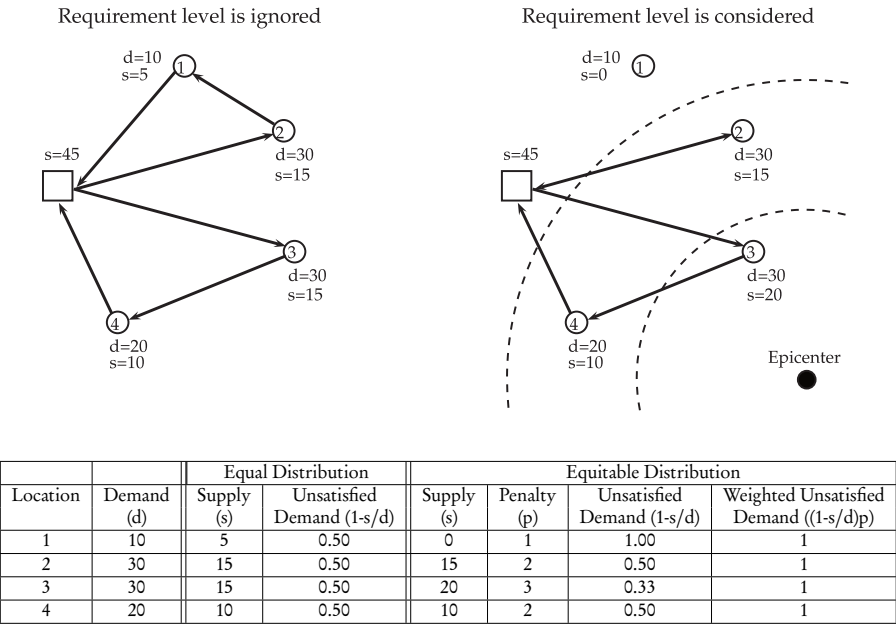 Requirement level is ignored
Requirement level is considered
d=10
s=5
1
2
d=30
s=15
s=45
3
d=30
s=15
4
d=20
s=10
d=10
s=0
1
2
d=30
s=15
s=45
3
d=30
s=20
4
d=20
s=10
Epicenter
Equal Distribution Equitable Distribution
Location Demand Supply Unsatisfied Supply Penalty Unsatisfied Weighted Unsatisfied
(d) (s) Demand (1-s/d) (s) (p) Demand (1-s/d) Demand ((1-s/d)p)
1 10 5 0.50 0 1 1.00 1
2 30 15 0.50 15 2 0.50 1
3 30 15 0.50 20 3 0.33 1
4 20 10 0.50 10 2 0.50 1